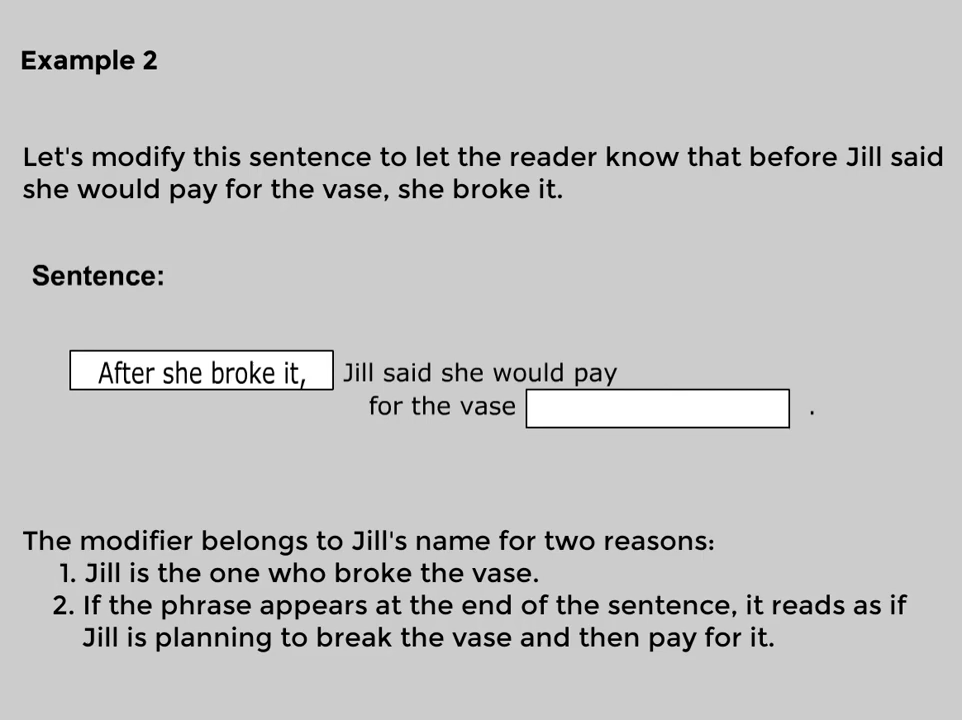 Example 2
Let's modify this sentence to let the reader know that before Jill said
she would pay for the vase, she broke it.
Sentence:
After she broke it, Jill said she would pay
for the vase .
The modifier belongs to Jill's name for two reasons:
1. Jill is the one who broke the vase.
2. If the phrase appears at the end of the sentence, it reads as if
Jill is planning to break the vase and then pay for it.